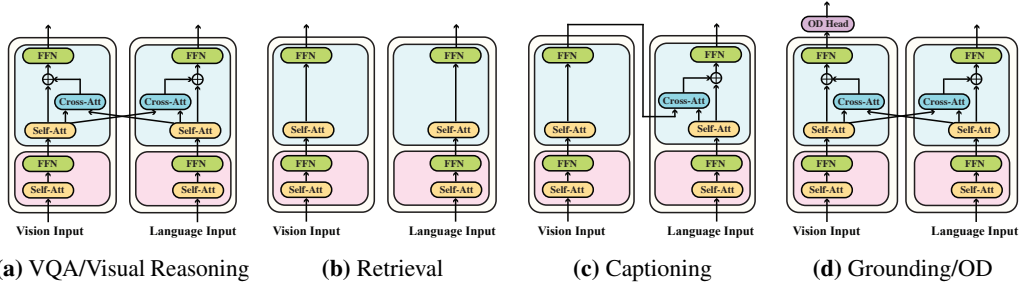 OD Head
FFN FFN FFN FFN FFN FFN FFN FFN
Cross-Att Cross-Att Cross-Att Cross-Att Cross-Att
Self-Att Self-Att Self-Att Self-Att Self-Att Self-Att Self-Att Self-Att
FFN FFN FFN FFN FFN FFN FFN FFN
Self-Att Self-Att Self-Att Self-Att Self-Att Self-Att Self-Att Self-Att
Vision Input Language Input Vision Input Language Input Vision Input Language Input Vision Input Language Input
(a) VQA/Visual Reasoning (b) Retrieval (c) Captioning (d) Grounding/OD